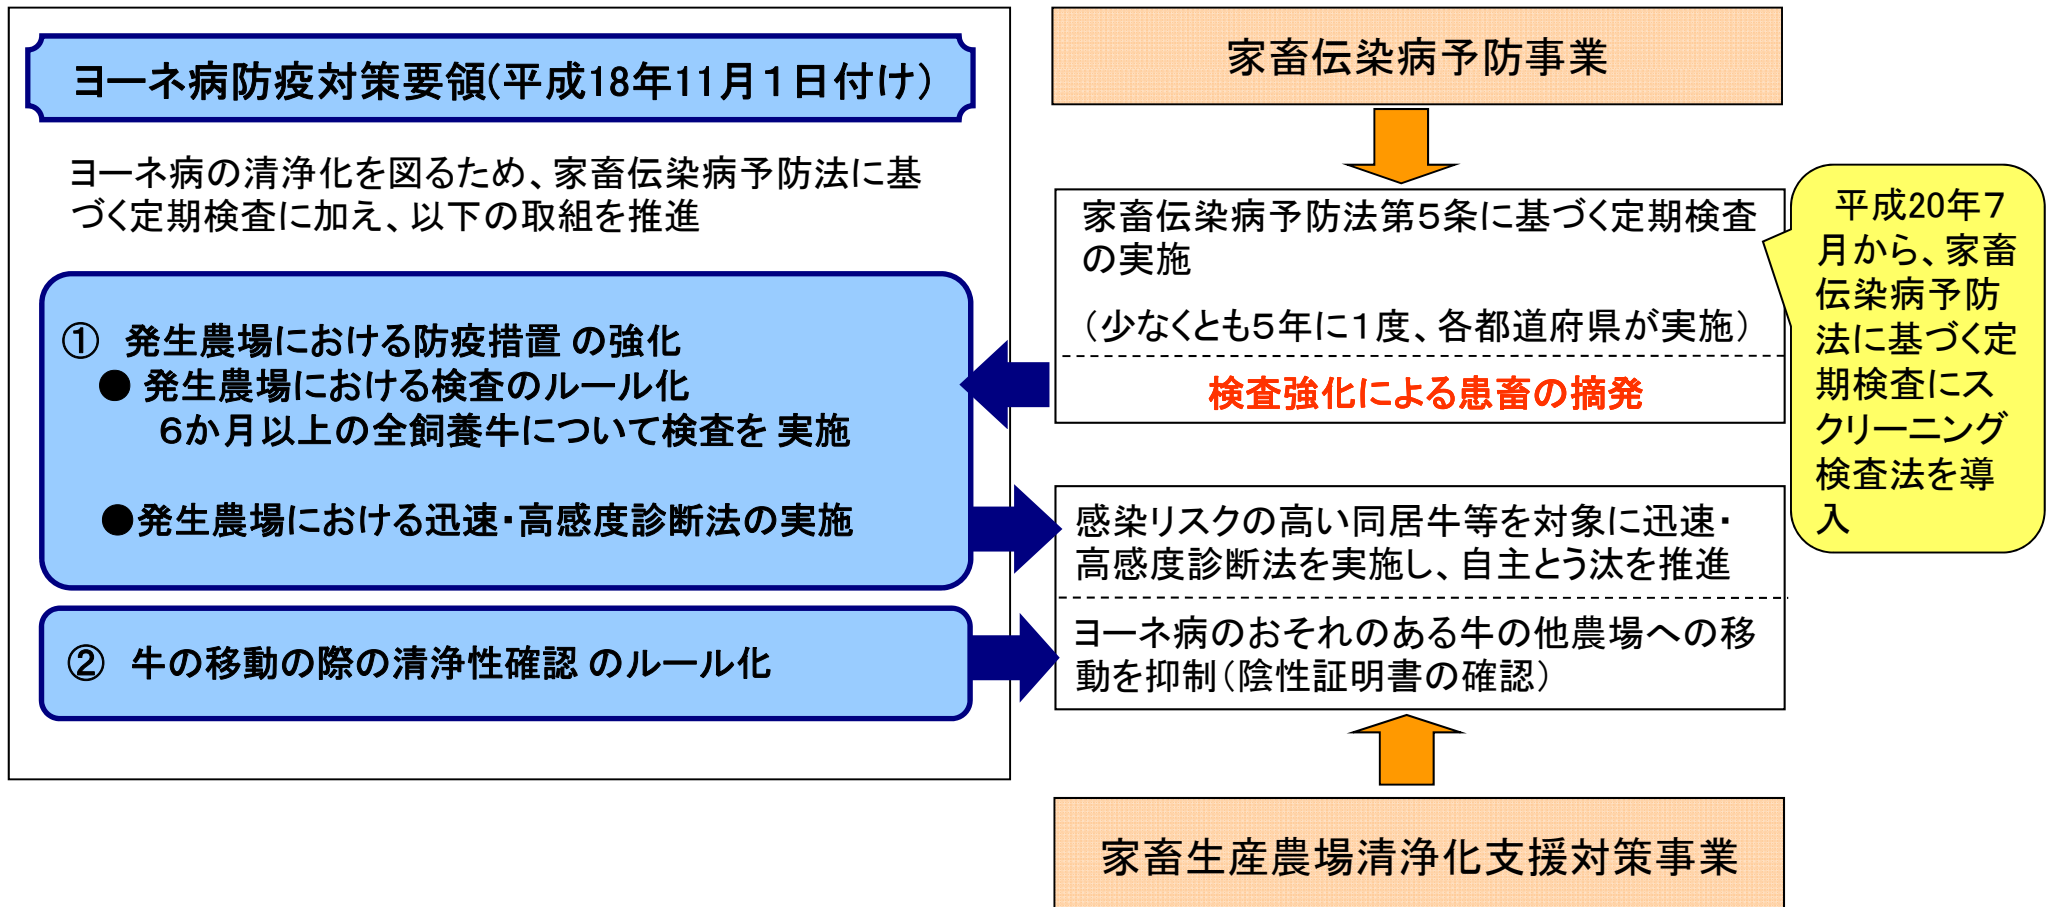 ヨーネ病防疫対策要領(平成18年11月１日付け)
ヨーネ病の清浄化を図るため、家畜伝染病予防法に基
づく定期検査に加え、以下の取組を推進
①　発生農場における防疫措置 の強化
● 発生農場における検査のルール化
６か月以上の全飼養牛について検査を 実施
●発生農場における迅速・高感度診断法の実施
②　牛の移動の際の清浄性確認 のルール化
家畜伝染病予防事業
家畜伝染病予防法第５条に基づく定期検査
の実施
（少なくとも５年に１度、各都道府県が実施）
検査強化による患畜の摘発
平成20年７
月から、家畜
伝染病予防
法に基づく定
期検査にス
クリーニング
検査法を導
入
感染リスクの高い同居牛等を対象に迅速・
高感度診断法を実施し、自主とう汰を推進
ヨーネ病のおそれのある牛の他農場への移
動を抑制（陰性証明書の確認）
家畜生産農場清浄化支援対策事業